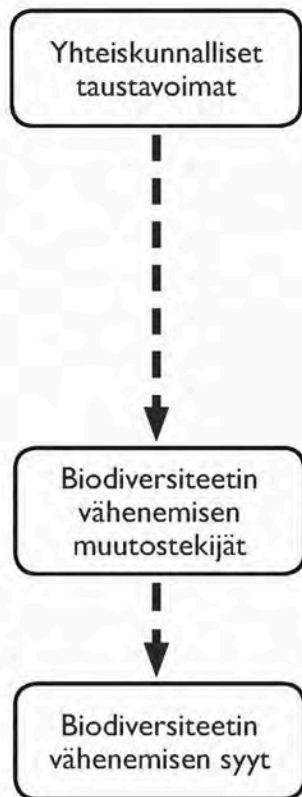 Yhteiskunnalliset
taustavoimat
Biodiversiteetin
vähenemisen
muutostekijät
Biodiversiteetin
vähenemisen syyt